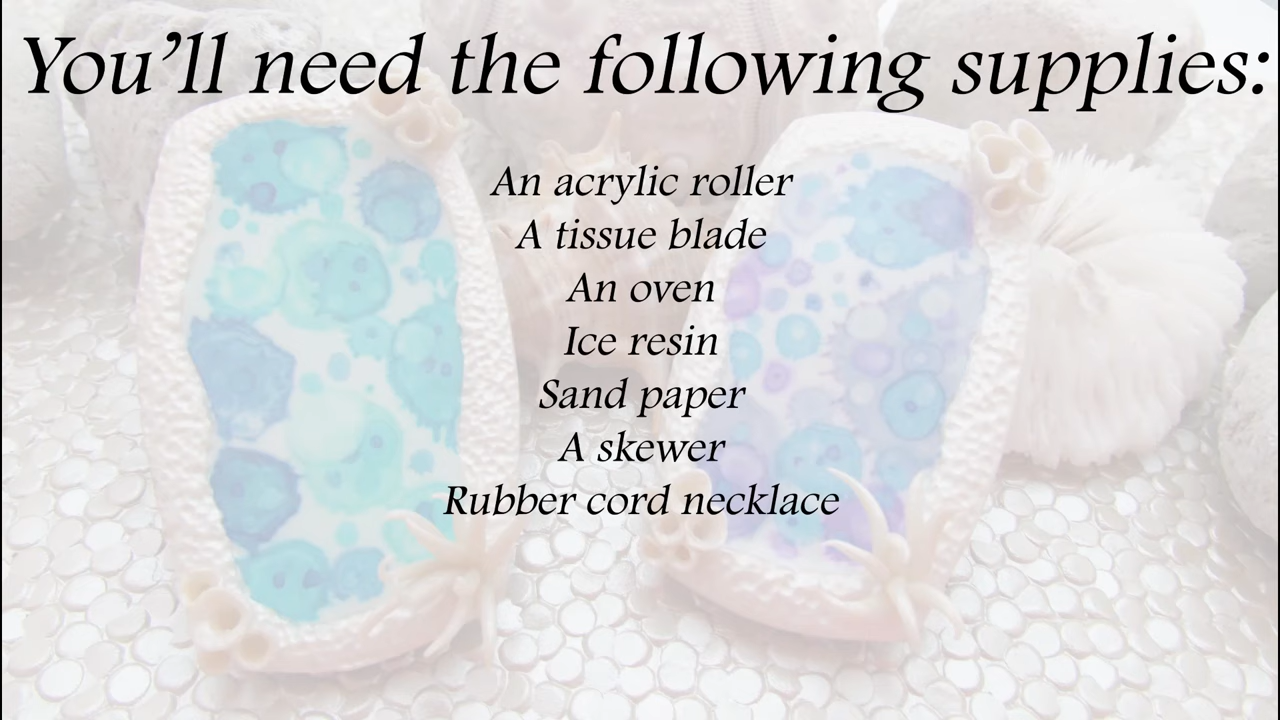 You'll need the following supplies:
An acrylic roller
A tissue blade
An oven
Ice resin
Sand paper
A skewer
Rubber cord necklace